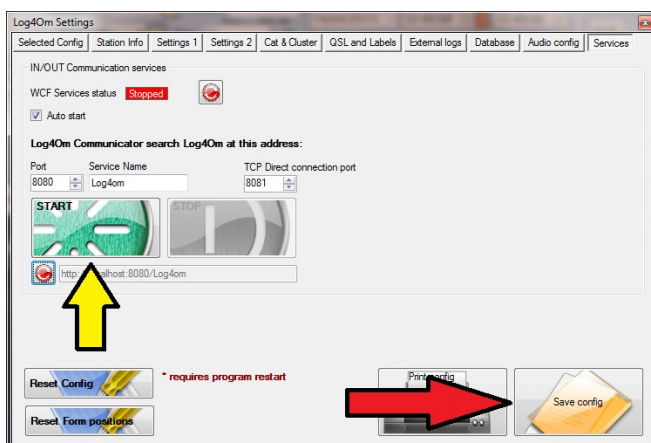 Log4Om Settings
Selected Config Station Info Settings 1 Settings 2 Cat & Cluster QSL and Labels External logs Database Audio config Services
IN/OUT Communication services
WCF Services status Stopped
Auto start
Log4Om Communicator search Log4Om at this address:
Port Service Name TCP Direct connection port
8080 Log4om 8081
START STOP
http: alhost:8080/Log4om
Reset Config * requires program restart Print config
Save config
Reset Form positions